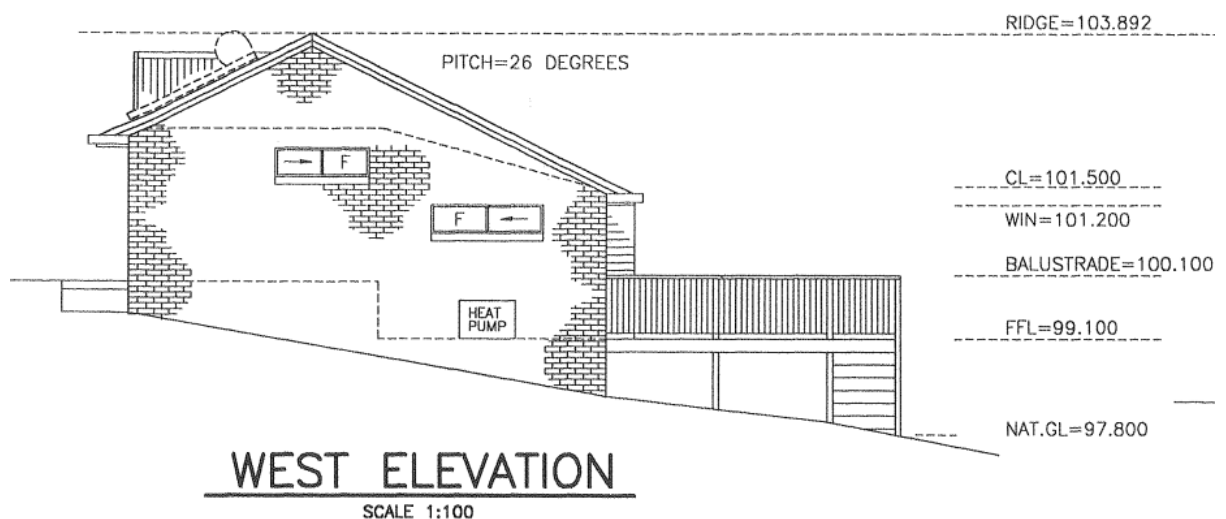 RIDGE=103.892
PITCH=26 DEGREES
F
CL=101.500
F
WIN=101.200
BALUSTRADE=100.100
HEAT
PUMP
FFL=99.100
NAT.GL=97.800
WEST ELEVATION
SCALE 1:100